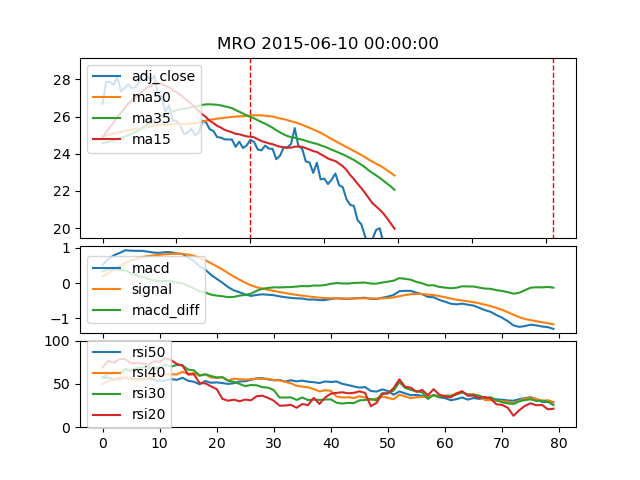 MRO 2015-06-10 00:00:00
28
26
24
22
20
adj_close
ma50
ma35
ma15
1
0
−1
macd
signal
macd_diff
100
50
0
rsi50
rsi40
rsi30
rsi20
0 10 20 30 40 50 60 70 80